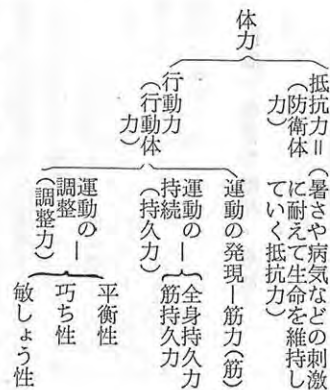 体力
抵抗力＝
（防衛体力）
（暑さや病気などの刺激
に耐えて生命を維持し
ていく抵抗力）
行動力
（行動体力）
運動の発現―筋力（筋）
運動の―
持続
（持久力）
全身持久力
筋持久力
運動の―
調整
（調整力）
平衡性
巧ち性
敏しょう性